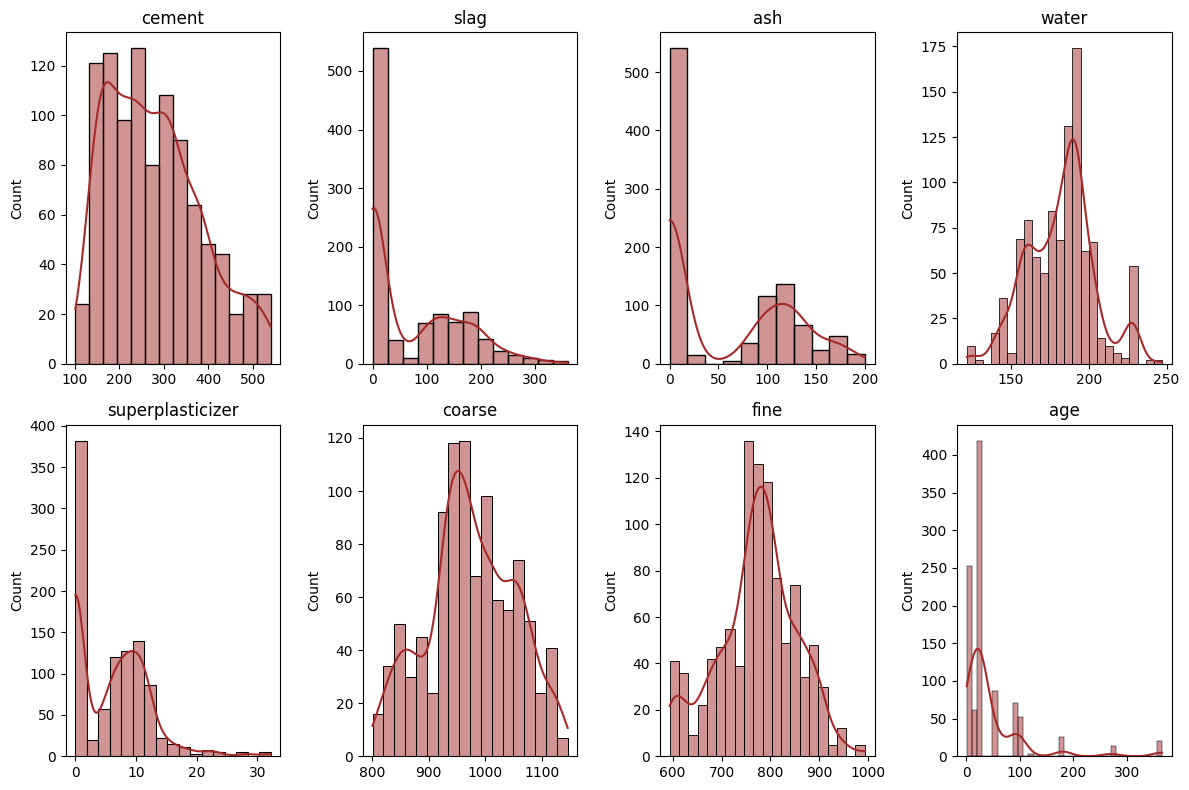 cement
slag
ash
water
120
100
80
60
40
20
0
Count
100 200 300 400 500
500
400
300
200
100
0
Count
0 100 200 300
500
400
300
200
100
0
Count
0 50 100 150 200
175
150
125
100
75
50
25
0
Count
150 200 250
superplasticizer
coarse
fine
age
400
350
300
250
200
150
100
50
0
Count
0 10 20 30
120
100
80
60
40
20
0
Count
800 900 1000 1100
140
120
100
80
60
40
20
0
Count
600 700 800 900 1000
400
350
300
250
200
150
100
50
0
Count
0 100 200 300